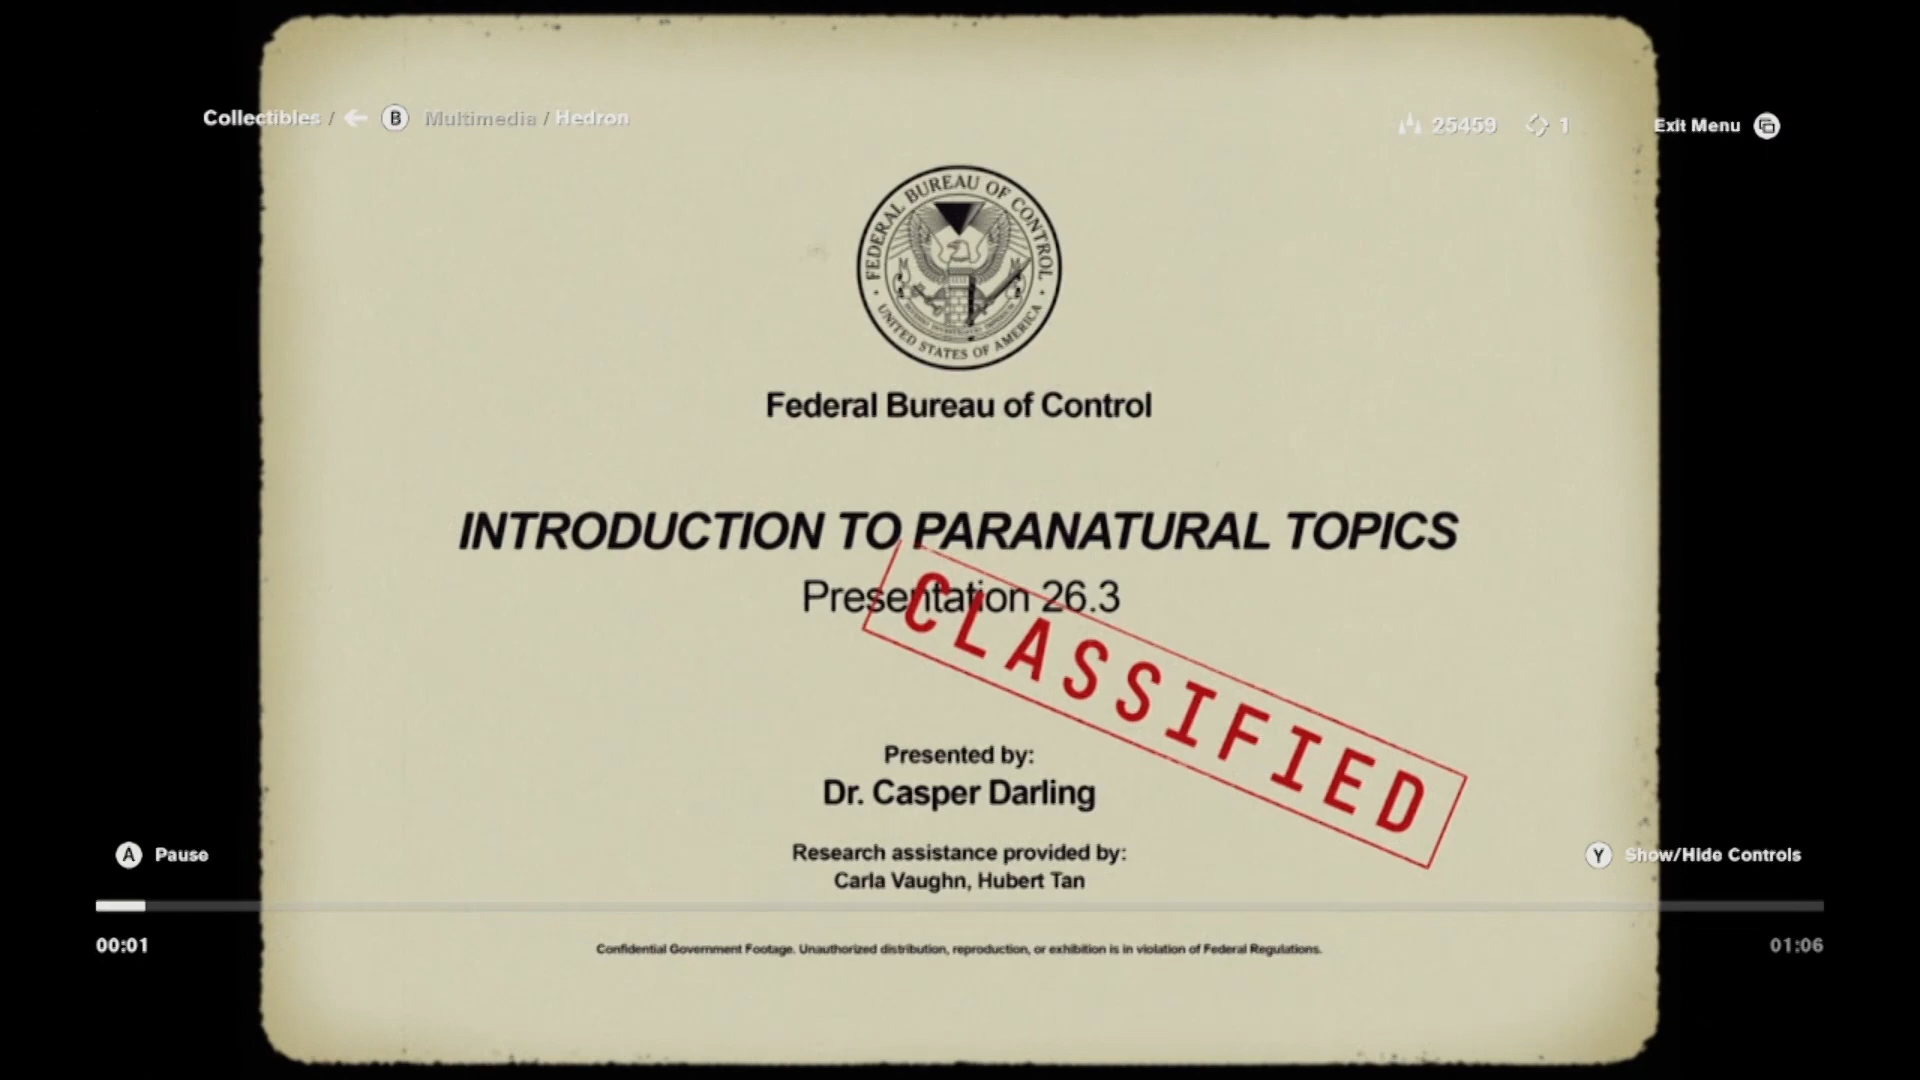 Collectibles / B Multimedia / Hedron
25459 1 Exit Menu
FEDERAL BUREAU OF CONTROL
UNITED STATES OF AMERICA
Federal Bureau of Control
INTRODUCTION TO PARANATURAL TOPICS
Presentation 26.3
CLASSIFIED
Presented by:
Dr. Casper Darling
A Pause
Y Show/Hide Controls
Research assistance provided by:
Carla Vaughn, Hubert Tan
00:01
01:06
Confidential Government Footage. Unauthorized distribution, reproduction, or exhibition is in violation of Federal Regulations.